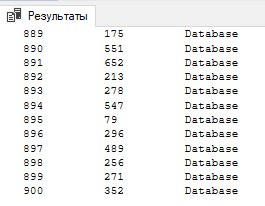 Результаты
889 175 Database
890 551 Database
891 652 Database
892 213 Database
893 278 Database
894 547 Database
895 79 Database
896 296 Database
897 489 Database
898 256 Database
899 271 Database
900 352 Database